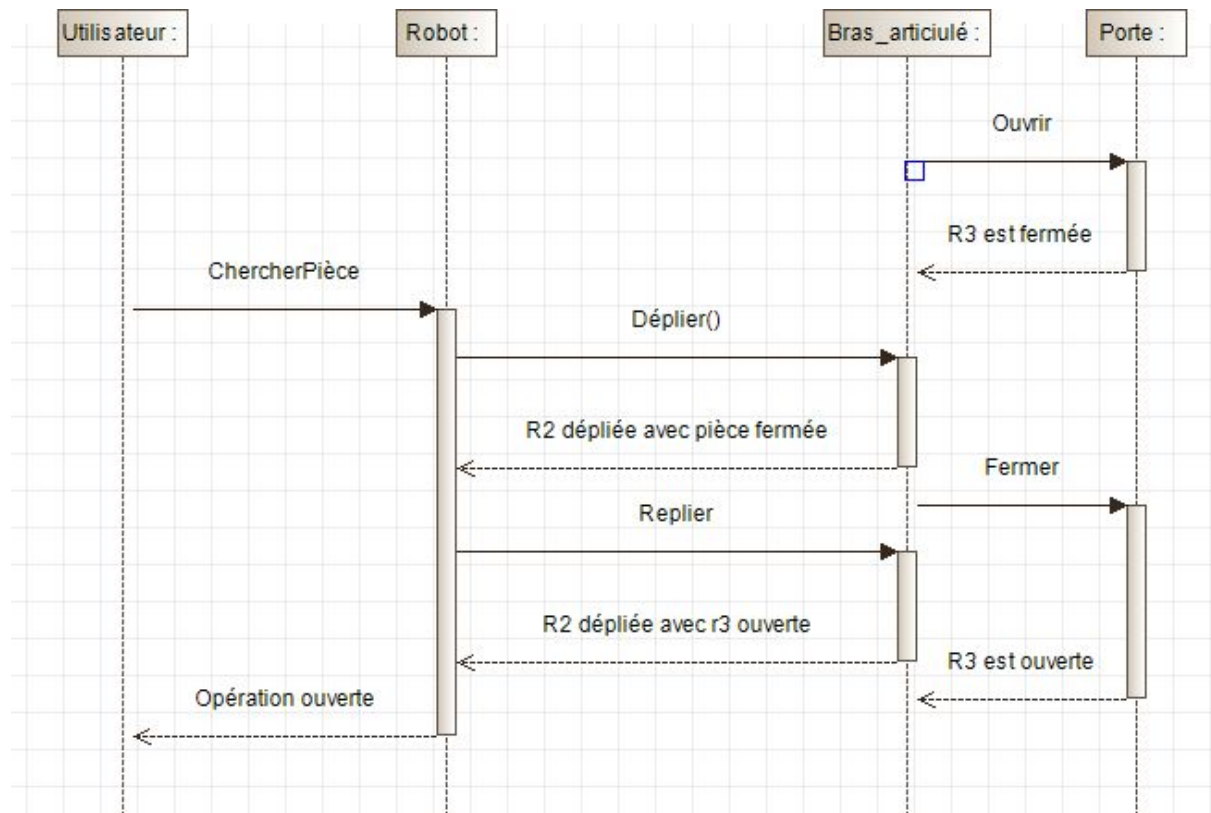 Utilisateur :
Robot :
Bras_articiulé :
Porte :
Ouvrir
R3 est fermée
ChercherPièce
Déplier()
R2 dépliée avec pièce fermée
Fermer
Replier
R2 dépliée avec r3 ouverte
R3 est ouverte
Opération ouverte